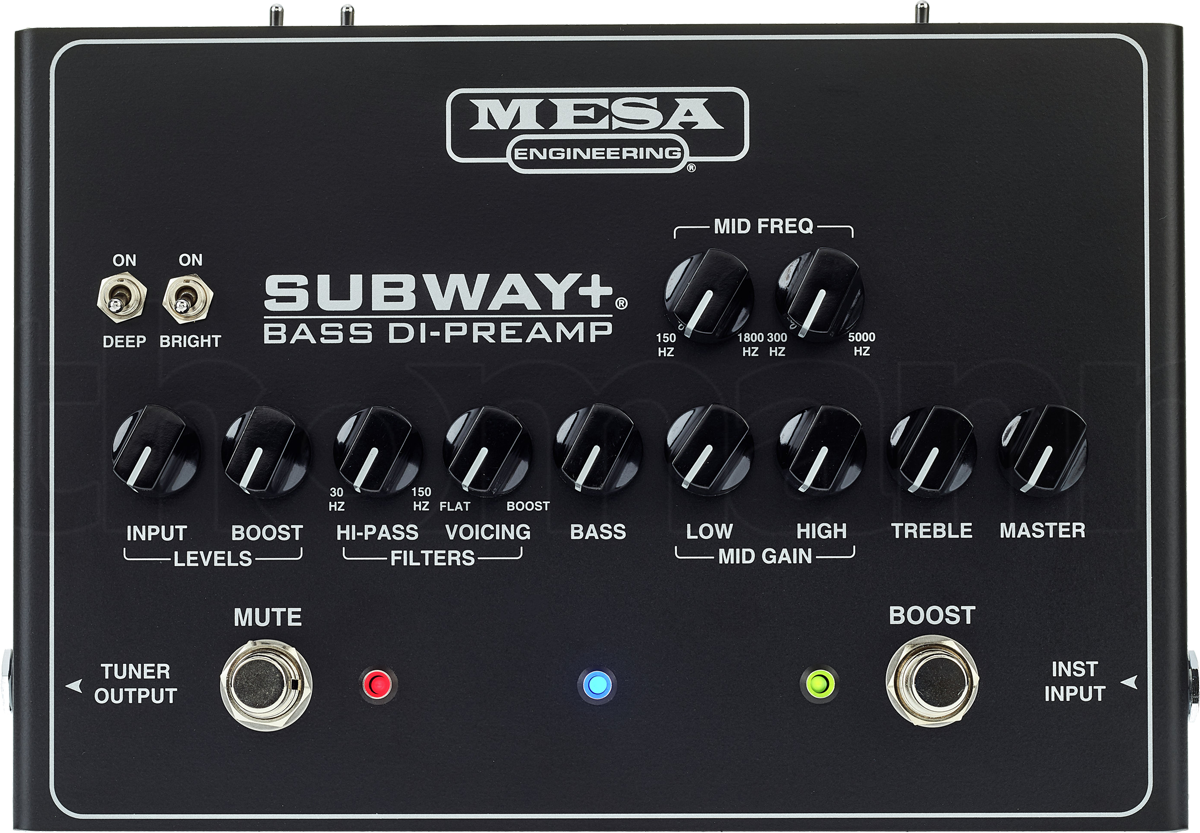 MESA
ENGINEERING®
MID FREQ
ON ON
SUBWAY+®
BASS DI-PREAMP
DEEP BRIGHT
150 HZ 1800 HZ 300 HZ 5000 HZ
30 HZ 150 HZ FLAT BOOST
INPUT BOOST HI-PASS VOICING BASS LOW HIGH TREBLE MASTER
LEVELS FILTERS MID GAIN
MUTE BOOST
TUNER OUTPUT
INST INPUT
thomann